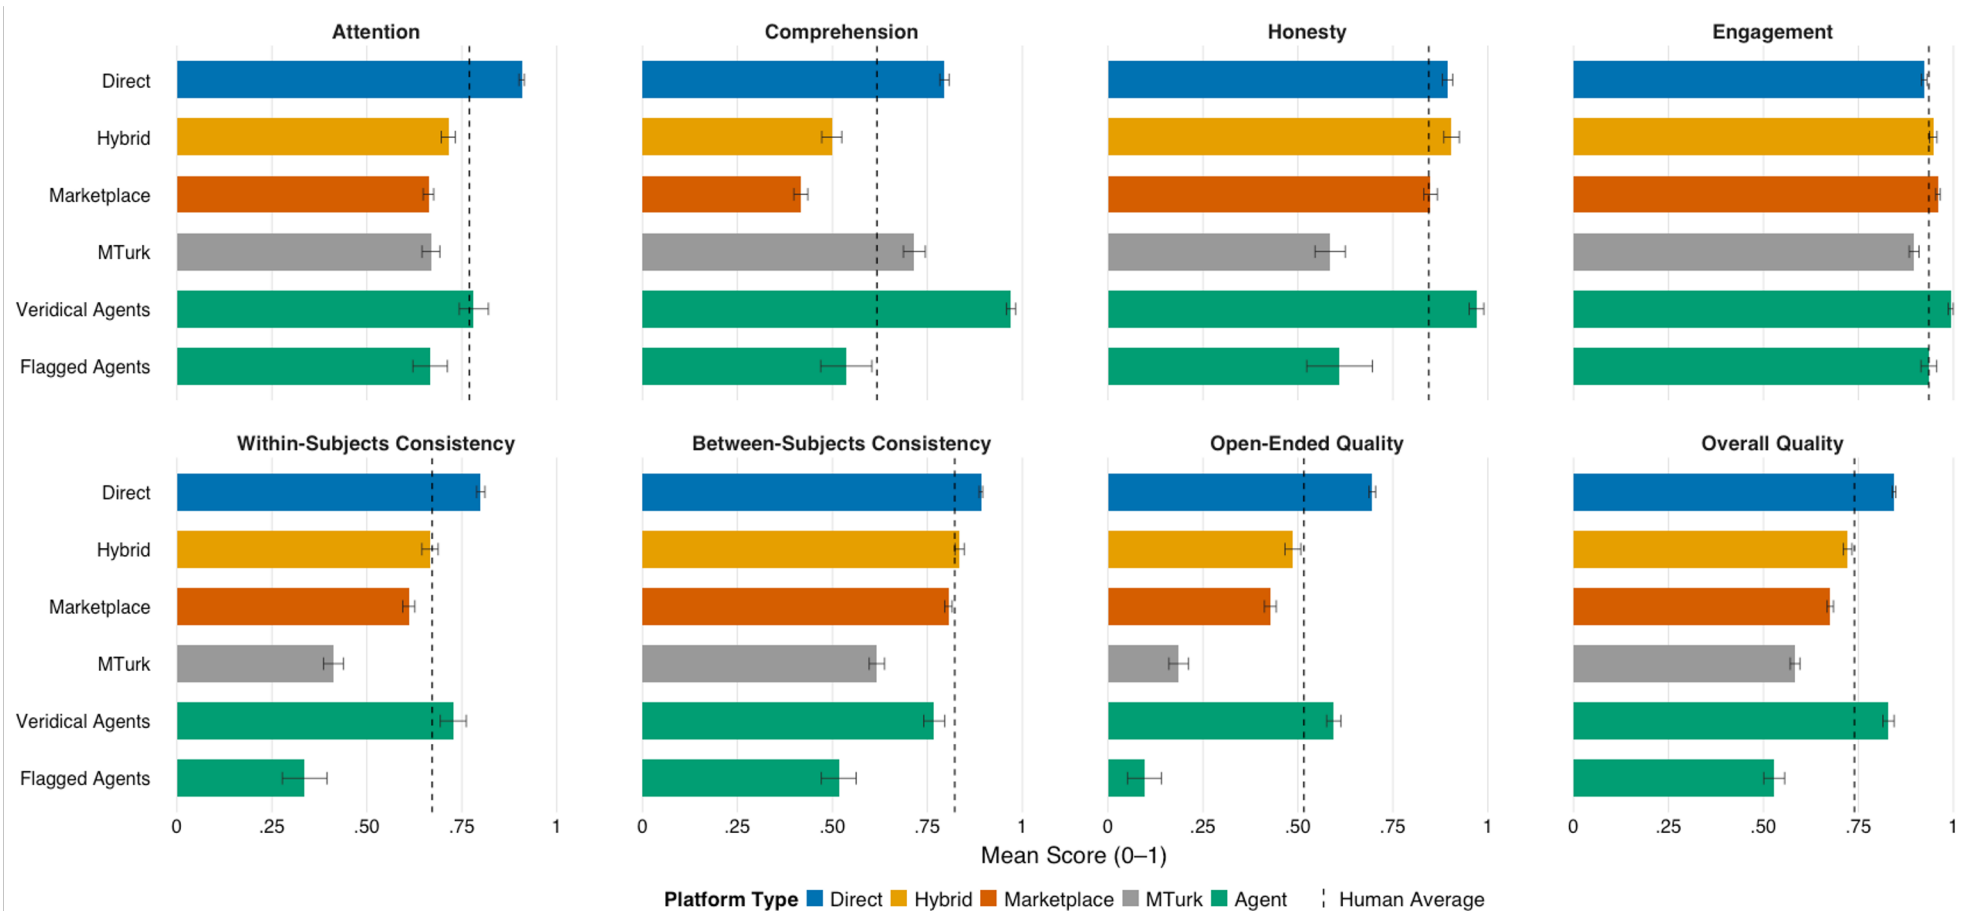 Attention Comprehension Honesty Engagement
Direct
Hybrid
Marketplace
MTurk
Veridical Agents
Flagged Agents
Within-Subjects Consistency Between-Subjects Consistency Open-Ended Quality Overall Quality
Direct
Hybrid
Marketplace
MTurk
Veridical Agents
Flagged Agents
0 .25 .50 .75 1 0 .25 .50 .75 1 0 .25 .50 .75 1 0 .25 .50 .75 1
Mean Score (0–1)
Platform Type Direct Hybrid Marketplace MTurk Agent Human Average